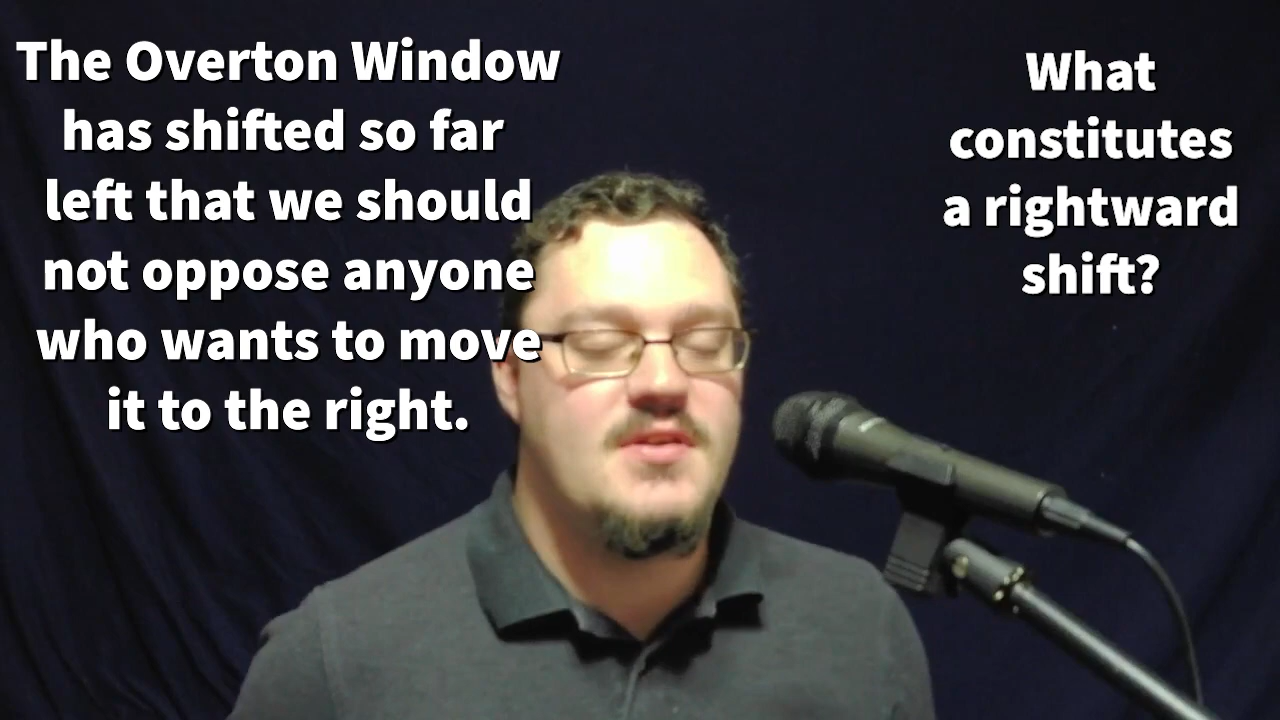 The Overton Window
has shifted so far
left that we should
not oppose anyone
who wants to move
it to the right.
What
constitutes
a rightward
shift?